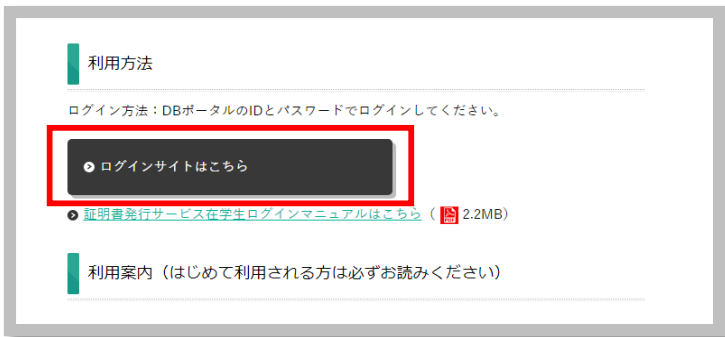 利用方法
ログイン方法：DBポータルのIDとパスワードでログインしてください。
ログインサイトはこちら
証明書発行サービス在学生ログインマニュアルはこちら（ 2.2MB）
利用案内（はじめて利用される方は必ずお読みください）